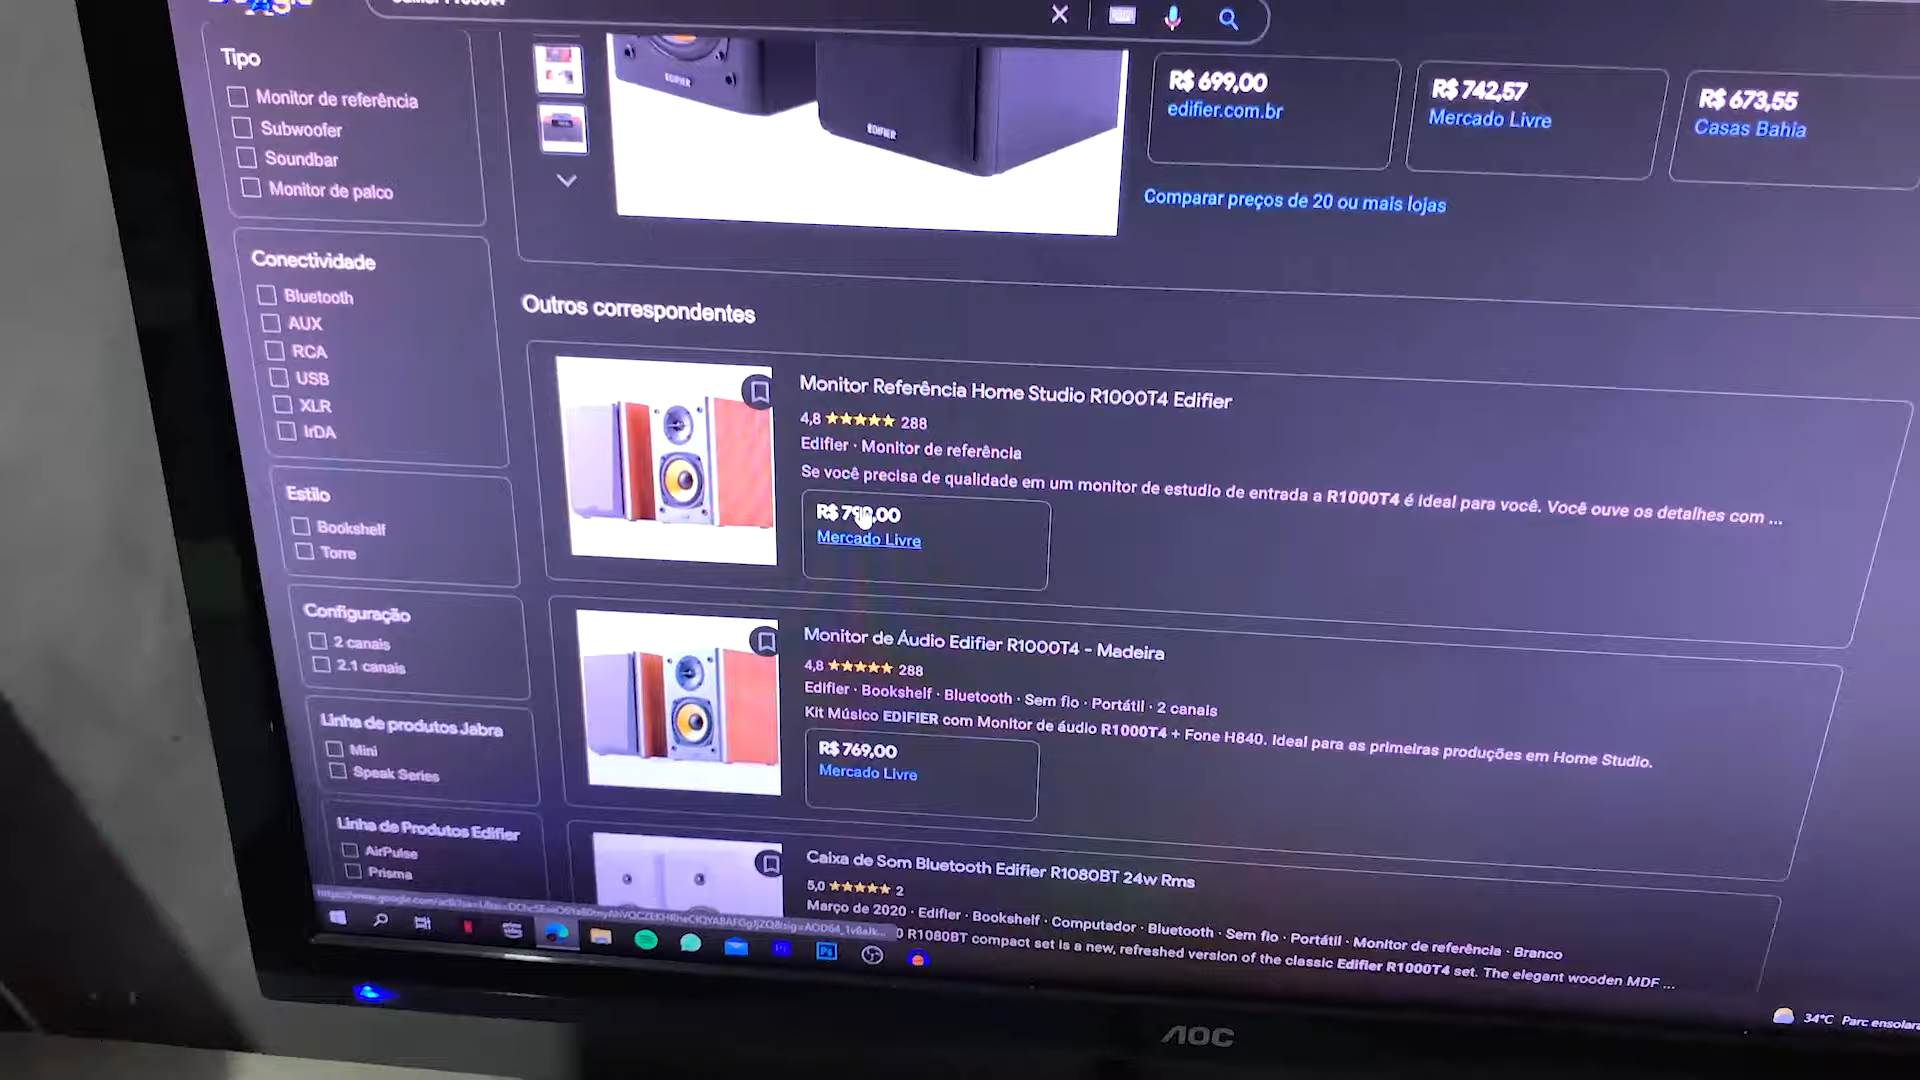 Tipo
Monitor de referência
Subwoofer
Soundbar
Monitor de palco
Conectividade
Bluetooth
AUX
RCA
USB
XLR
IrDA
Estilo
Bookshelf
Torre
Configuração
2 canais
2.1 canais
Linha de produtos Jabra
Mini
Speak Series
Linha de Produtos Edifier
AirPulse
Prisma
EDIFIER
EDIFIER
R$ 699,00
edifier.com.br
R$ 742,57
Mercado Livre
R$ 673,55
Casas Bahia
Comparar preços de 20 ou mais lojas
Outros correspondentes
Monitor Referência Home Studio R1000T4 Edifier
4,8 ★★★★★ 288
Edifier · Monitor de referência
Se você precisa de qualidade em um monitor de estudio de entrada a R1000T4 é ideal para você. Você ouve os detalhes com ...
Mercado Livre
Monitor de Áudio Edifier R1000T4 - Madeira
4,8 ★★★★★ 288
Edifier · Bookshelf · Bluetooth · Sem fio · Portátil · 2 canais
Kit Músico EDIFIER com Monitor de áudio R1000T4 + Fone H840. Ideal para as primeiras produções em Home Studio.
R$ 769,00
Mercado Livre
Caixa de Som Bluetooth Edifier R1080BT 24w Rms
5,0 ★★★★★ 2
Março de 2020 · Edifier · Bookshelf · Computador · Bluetooth · Sem fio · Portátil · Monitor de referência · Branco
R1080BT compact set is a new, refreshed version of the classic Edifier R1000T4 set. The elegant wooden MDF ...
prime video
Ps
34°C Parc ensolara
AOC